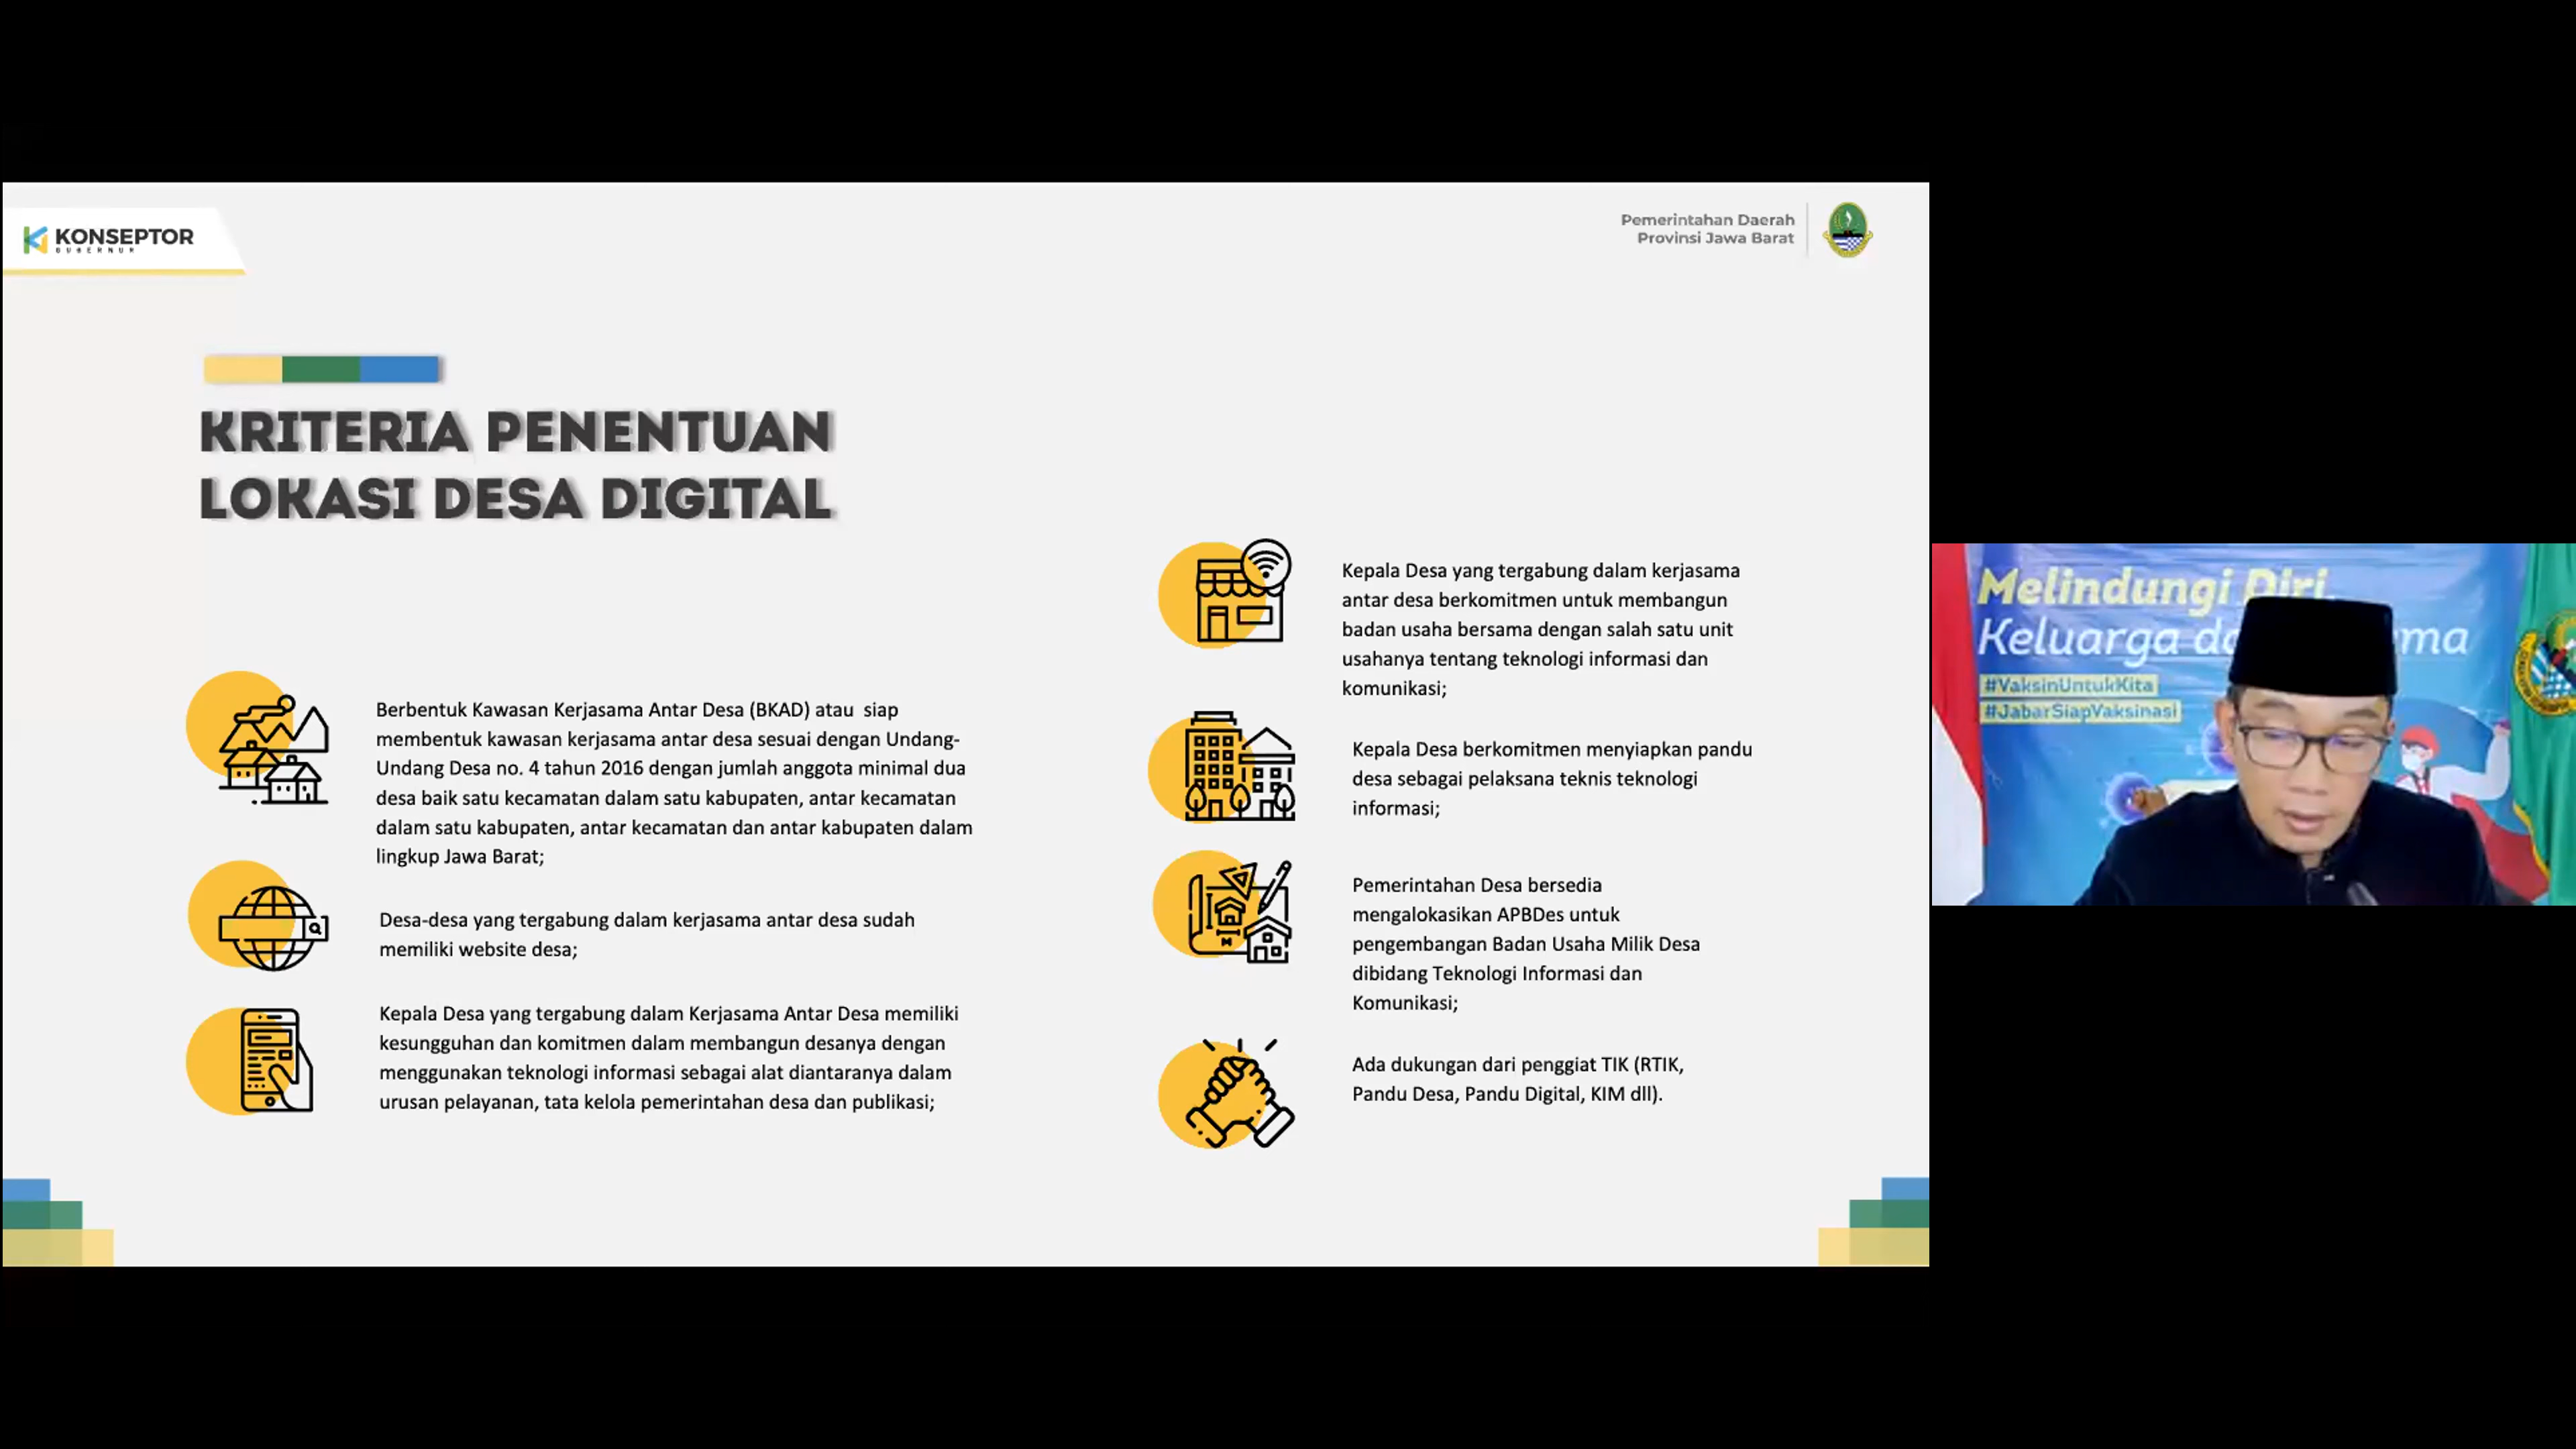 KONSEPTOR
GUBERNUR
Pemerintahan Daerah
Provinsi Jawa Barat
KRITERIA PENENTUAN
LOKASI DESA DIGITAL
Berbentuk Kawasan Kerjasama Antar Desa (BKAD) atau siap
membentuk kawasan kerjasama antar desa sesuai dengan Undang-
Undang Desa no. 4 tahun 2016 dengan jumlah anggota minimal dua
desa baik satu kecamatan dalam satu kabupaten, antar kecamatan
dalam satu kabupaten, antar kecamatan dan antar kabupaten dalam
lingkup Jawa Barat;
Desa-desa yang tergabung dalam kerjasama antar desa sudah
memiliki website desa;
Kepala Desa yang tergabung dalam Kerjasama Antar Desa memiliki
kesungguhan dan komitmen dalam membangun desanya dengan
menggunakan teknologi informasi sebagai alat diantaranya dalam
urusan pelayanan, tata kelola pemerintahan desa dan publikasi;
Kepala Desa yang tergabung dalam kerjasama
antar desa berkomitmen untuk membangun
badan usaha bersama dengan salah satu unit
usahanya tentang teknologi informasi dan
komunikasi;
Kepala Desa berkomitmen menyiapkan pandu
desa sebagai pelaksana teknis teknologi
informasi;
Pemerintahan Desa bersedia
mengalokasikan APBDes untuk
pengembangan Badan Usaha Milik Desa
dibidang Teknologi Informasi dan
Komunikasi;
Ada dukungan dari penggiat TIK (RTIK,
Pandu Desa, Pandu Digital, KIM dll).
Melindungi Diri,
Keluarga
#VaksinUntukKita
#JabarSiapVaksinasi